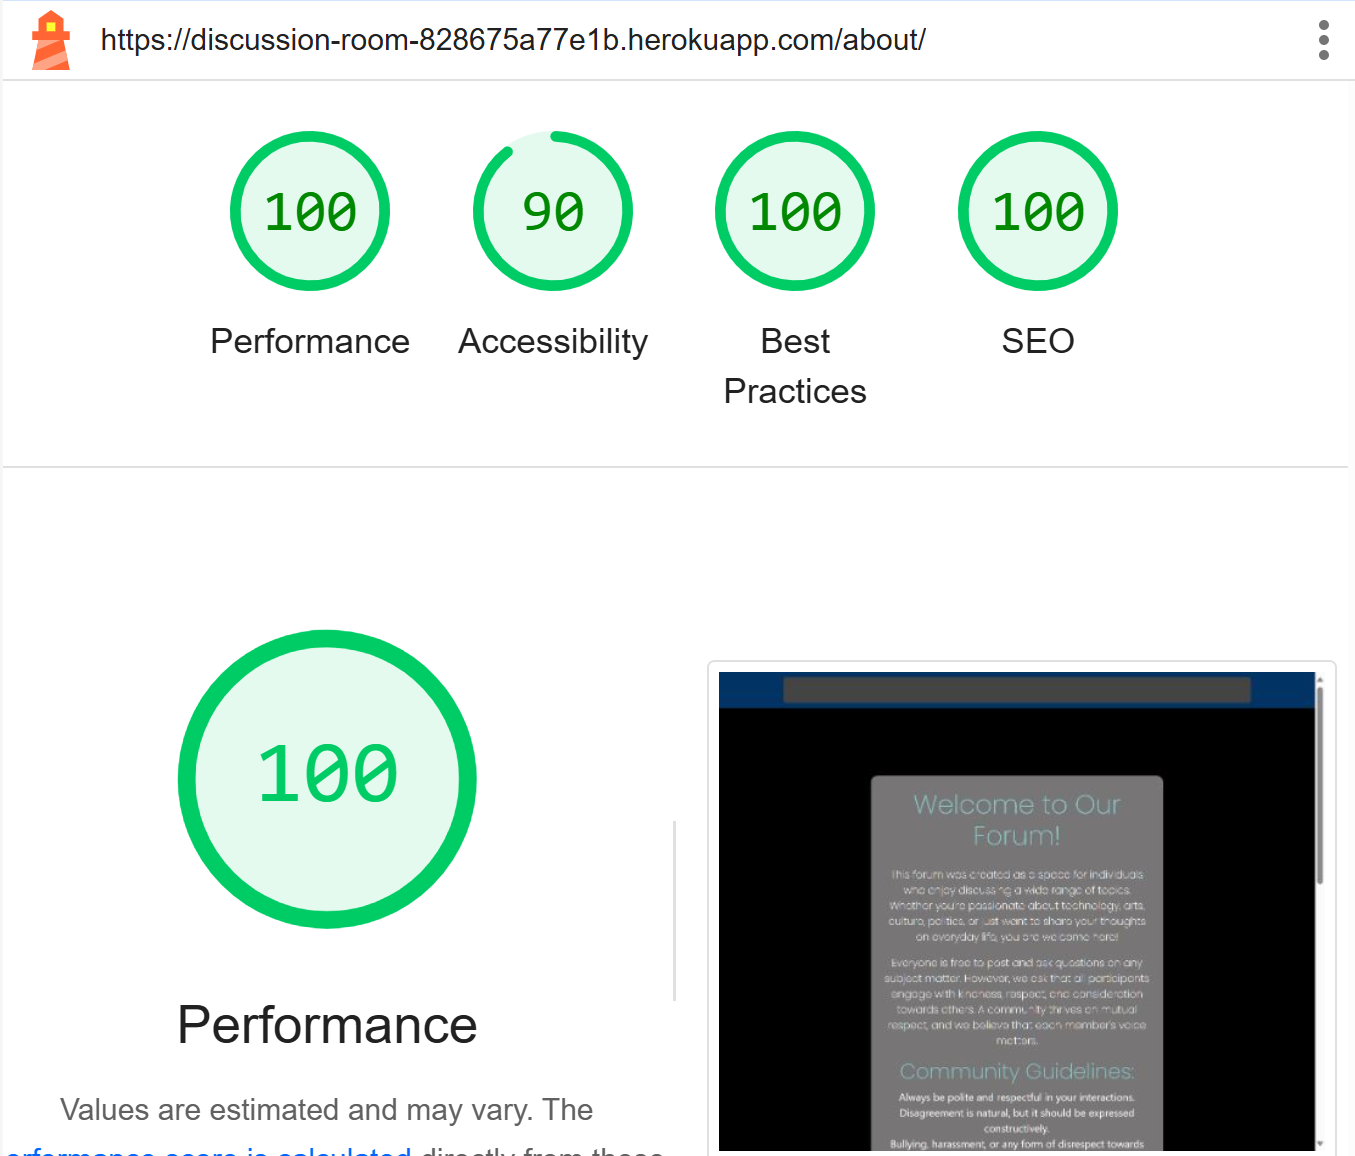 https://discussion-room-828675a77e1b.herokuapp.com/about/
100
90
100
100
Performance
Accessibility
Best
Practices
SEO
100
Performance
Values are estimated and may vary. The
performance score is calculated directly from these
Welcome to Our
Forum!
This forum was created as a space for individuals
who enjoy discussing a wide range of topics.
Whether you're passionate about technology, arts,
culture, politics, or just want to share your thoughts
on everyday life, you are welcome here!
Everyone is free to post and ask questions on any
subject matter. However, we ask that all participants
engage with kindness, respect, and consideration
towards others. A community thrives on mutual
respect, and we believe that each member's voice
matters.
Community Guidelines:
Always be polite and respectful in your interactions.
Disagreement is natural, but it should be expressed
constructively.
Bullying, harassment, or any form of disrespect towards